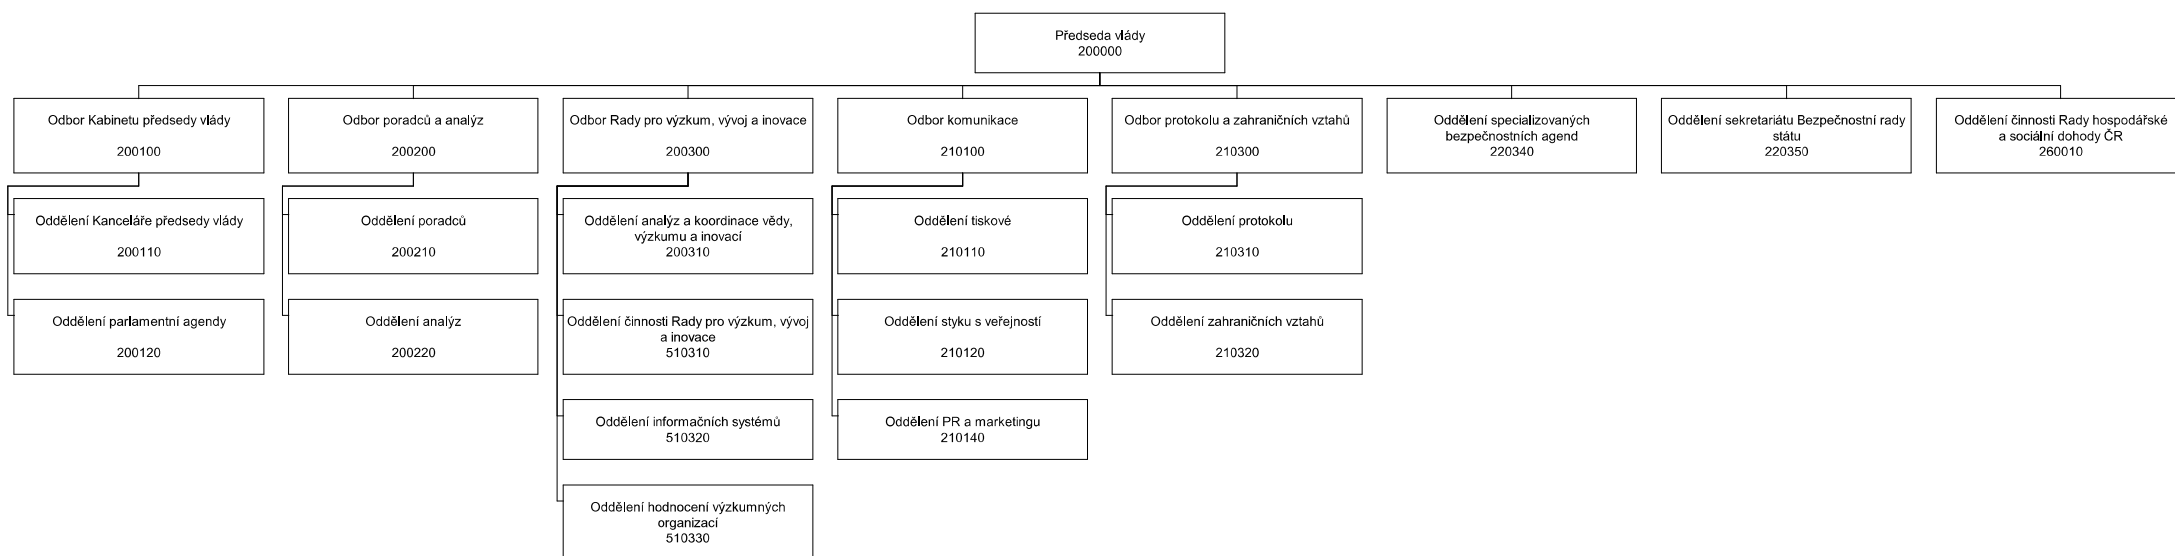 Předseda vlády
200000
Odbor Kabinetu předsedy vlády
200100
Odbor poradců a analýz
200200
Odbor Rady pro výzkum, vývoj a inovace
200300
Odbor komunikace
210100
Odbor protokolu a zahraničních vztahů
210300
Oddělení specializovaných
bezpečnostních agend
220340
Oddělení sekretariátu Bezpečnostní rady
státu
220350
Oddělení činnosti Rady hospodářské
a sociální dohody ČR
260010
Oddělení Kanceláře předsedy vlády
200110
Oddělení poradců
200210
Oddělení analýz a koordinace vědy,
výzkumu a inovací
200310
Oddělení tiskové
210110
Oddělení protokolu
210310
Oddělení parlamentní agendy
200120
Oddělení analýz
200220
Oddělení činnosti Rady pro výzkum, vývoj
a inovace
510310
Oddělení styku s veřejností
210120
Oddělení zahraničních vztahů
210320
Oddělení informačních systémů
510320
Oddělení PR a marketingu
210140
Oddělení hodnocení výzkumných
organizací
510330